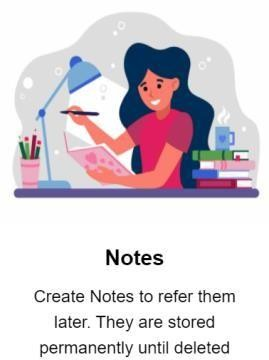 Notes
Create Notes to refer them
later. They are stored
permanently until deleted